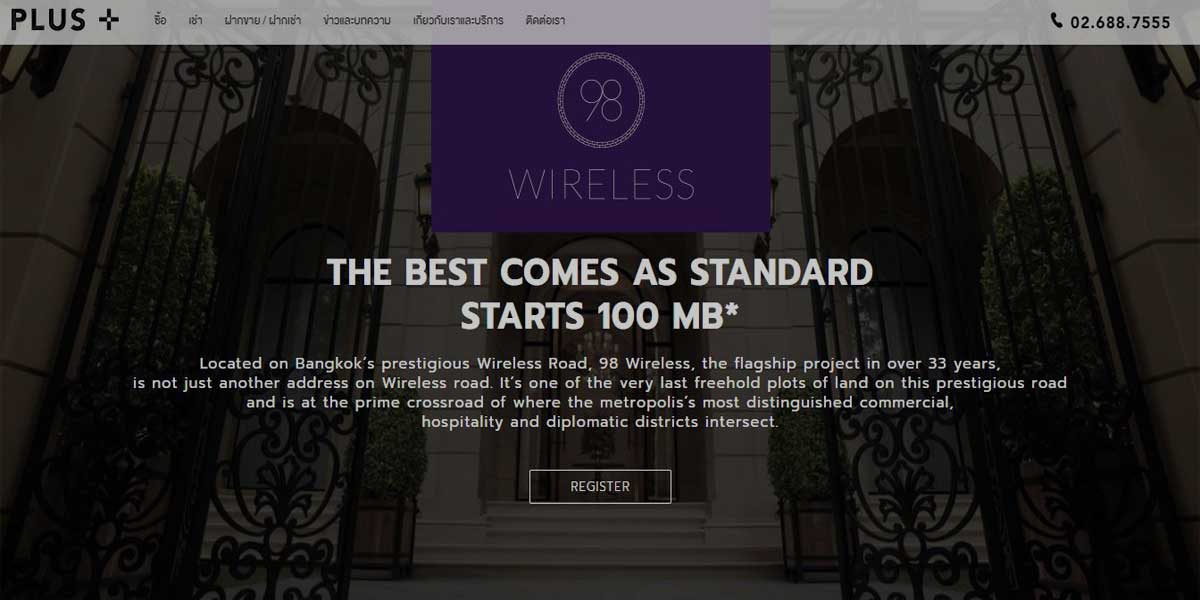 PLUS
ซื้อ เช่า ฝากขาย / ฝากเช่า ข่าวและบทความ เกี่ยวกับเราและบริการ ติดต่อเรา
02.688.7555
98
WIRELESS
THE BEST COMES AS STANDARD
STARTS 100 MB*
Located on Bangkok’s prestigious Wireless Road, 98 Wireless, the flagship project in over 33 years,
is not just another address on Wireless road. It’s one of the very last freehold plots of land on this prestigious road
and is at the prime crossroad of where the metropolis’s most distinguished commercial,
hospitality and diplomatic districts intersect.
REGISTER